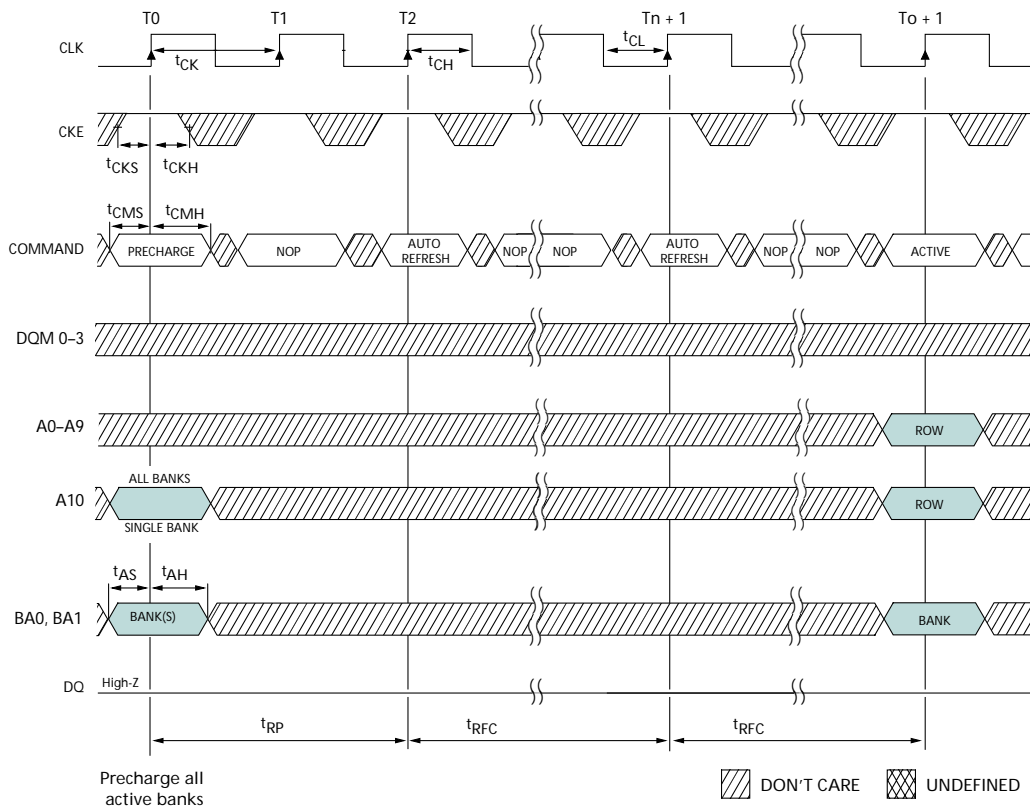 T0 T1 T2 Tn + 1 To + 1
CLK
tCK tCH tCL
CKE
tCKS tCKH
tCMS tCMH
COMMAND PRECHARGE NOP AUTO REFRESH NOP NOP AUTO REFRESH NOP NOP ACTIVE
DQM 0–3
A0–A9 ROW
ALL BANKS
A10 ROW
SINGLE BANK
tAS tAH
BA0, BA1 BANK(S) BANK
DQ High-Z
tRP tRFC tRFC
Precharge all
active banks
DON'T CARE UNDEFINED